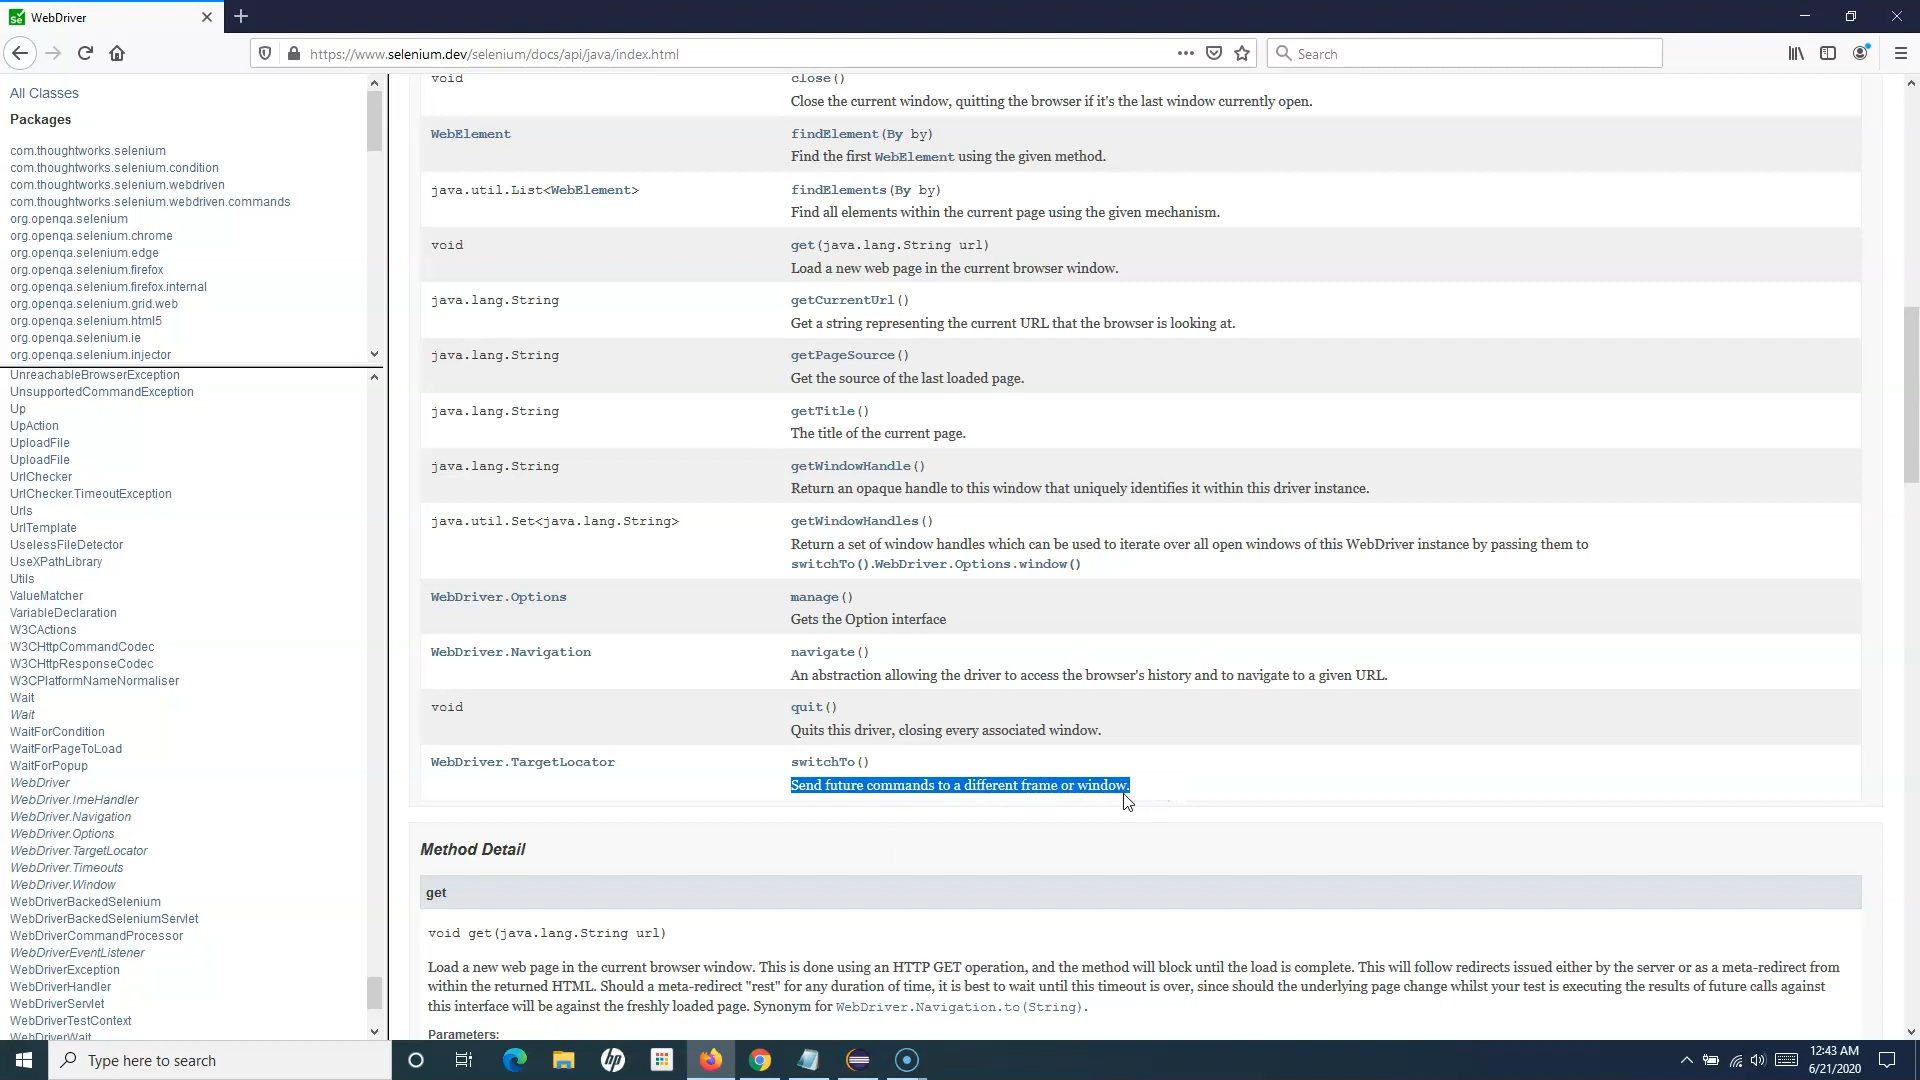 WebDriver
https://www.selenium.dev/selenium/docs/api/java/index.html
Search
All Classes
Packages
com.thoughtworks.selenium
com.thoughtworks.selenium.condition
com.thoughtworks.selenium.webdriven
com.thoughtworks.selenium.webdriven.commands
org.openqa.selenium
org.openqa.selenium.chrome
org.openqa.selenium.edge
org.openqa.selenium.firefox
org.openqa.selenium.firefox.internal
org.openqa.selenium.grid.web
org.openqa.selenium.html5
org.openqa.selenium.ie
org.openqa.selenium.injector
UnreachableBrowserException
UnsupportedCommandException
Up
UpAction
UploadFile
UploadFile
UrlChecker
UrlChecker.TimeoutException
Urls
UrlTemplate
UselessFileDetector
UseXPathLibrary
Utils
ValueMatcher
VariableDeclaration
W3CActions
W3CHttpCommandCodec
W3CHttpResponseCodec
W3CPlatformNameNormaliser
Wait
Wait
WaitForCondition
WaitForPageToLoad
WaitForPopup
WebDriver
WebDriver.ImeHandler
WebDriver.Navigation
WebDriver.Options
WebDriver.TargetLocator
WebDriver.Timeouts
WebDriver.Window
WebDriverBackedSelenium
WebDriverBackedSeleniumServlet
WebDriverCommandProcessor
WebDriverEventListener
WebDriverException
WebDriverHandler
WebDriverServlet
WebDriverTestContext
WebDriverWait
void close()
Close the current window, quitting the browser if it's the last window currently open.
WebElement findElement(By by)
Find the first WebElement using the given method.
java.util.List<WebElement> findElements(By by)
Find all elements within the current page using the given mechanism.
void get(java.lang.String url)
Load a new web page in the current browser window.
java.lang.String getCurrentUrl()
Get a string representing the current URL that the browser is looking at.
java.lang.String getPageSource()
Get the source of the last loaded page.
java.lang.String getTitle()
The title of the current page.
java.lang.String getWindowHandle()
Return an opaque handle to this window that uniquely identifies it within this driver instance.
java.util.Set<java.lang.String> getWindowHandles()
Return a set of window handles which can be used to iterate over all open windows of this WebDriver instance by passing them to
switchTo().WebDriver.Options.window()
WebDriver.Options manage()
Gets the Option interface
WebDriver.Navigation navigate()
An abstraction allowing the driver to access the browser's history and to navigate to a given URL.
void quit()
Quits this driver, closing every associated window.
WebDriver.TargetLocator switchTo()
Send future commands to a different frame or window.
Method Detail
get
void get(java.lang.String url)
Load a new web page in the current browser window. This is done using an HTTP GET operation, and the method will block until the load is complete. This will follow redirects issued either by the server or as a meta-redirect from
within the returned HTML. Should a meta-redirect "rest" for any duration of time, it is best to wait until this timeout is over, since should the underlying page change whilst your test is executing the results of future calls against
this interface will be against the freshly loaded page. Synonym for WebDriver.Navigation.to(String).
Parameters:
Type here to search
hp
12:43 AM
6/21/2020